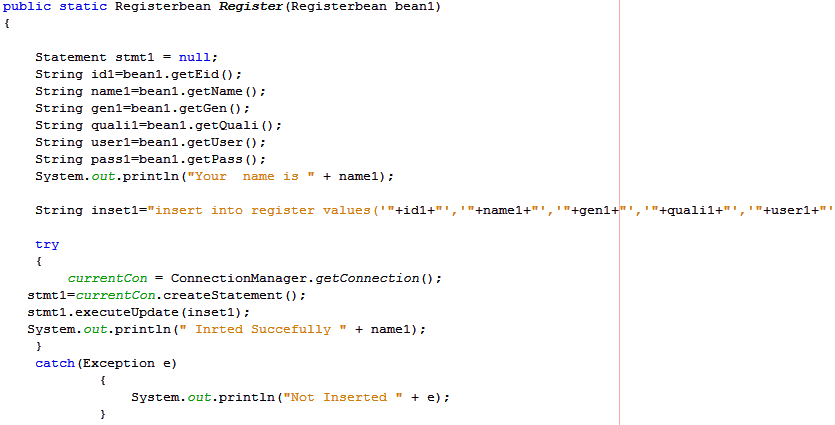 public static Registerbean Register(Registerbean bean1)
{
Statement stmt1 = null;
String id1=bean1.getEid();
String name1=bean1.getName();
String gen1=bean1.getGen();
String quali1=bean1.getQuali();
String user1=bean1.getUser();
String pass1=bean1.getPass();
System.out.println("Your  name is " + name1);
String inset1="insert into register values('"+id1+"','"+name1+"','"+gen1+"','"+quali1+"','"+user1+"'
try
{
currentCon = ConnectionManager.getConnection();
stmt1=currentCon.createStatement();
stmt1.executeUpdate(inset1);
System.out.println(" Inrted Succefully " + name1);
}
catch(Exception e)
{
System.out.println("Not Inserted " + e);
}